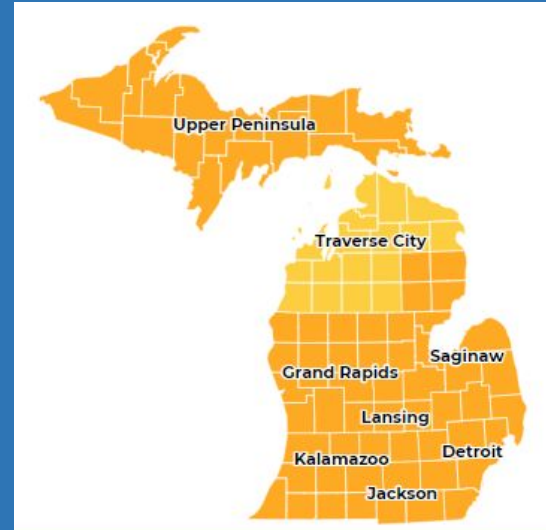 Upper Peninsula
Traverse City
Saginaw
Grand Rapids
Lansing
Detroit
Kalamazoo
Jackson